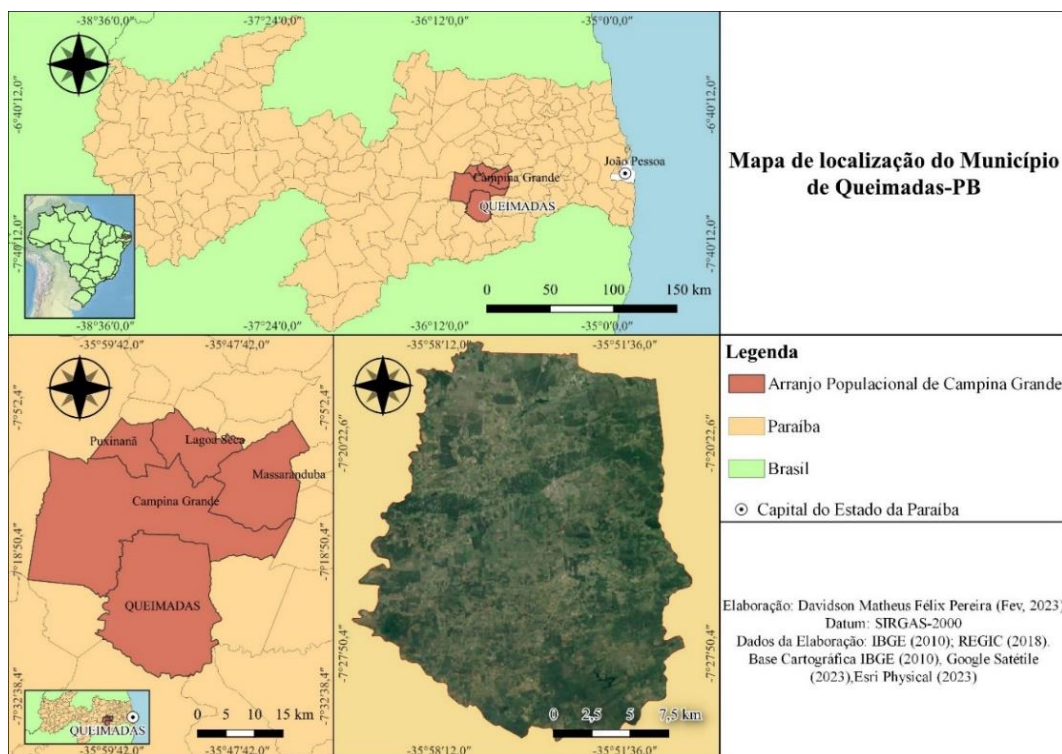 -38°36'0,0"
-37°24'0,0"
-36°12'0,0"
-35°0'0,0"
-6°40'12,0"
-6°40'12,0"
João Pessoa
Campina Grande
QUEIMADAS
-7°40'12,0"
-7°40'12,0"
0 50 100 150 km
-38°36'0,0"
-37°24'0,0"
-36°12'0,0"
-35°0'0,0"
Mapa de localização do Município
de Queimadas-PB
-35°59'42,0"
-35°47'42,0"
-7°5'2,4"
-7°5'2,4"
Puxinanã
Lagoa Seca
Massaranduba
Campina Grande
-7°18'50,4"
-7°18'50,4"
QUEIMADAS
-7°32'38,4"
-7°32'38,4"
QUEIMADAS
0 5 10 15 km
-35°59'42,0"
-35°47'42,0"
-35°58'12,0"
-35°51'36,0"
-7°20'22,6"
-7°20'22,6"
-7°27'50,4"
-7°27'50,4"
0 2,5 5 7,5 km
-35°58'12,0"
-35°51'36,0"
Legenda
Arranjo Populacional de Campina Grande
Paraíba
Brasil
Capital do Estado da Paraíba
Elaboração: Davidson Matheus Félix Pereira (Fev, 2023)
Datum: SIRGAS-2000
Dados da Elaboração: IBGE (2010); REGIC (2018).
Base Cartográfica IBGE (2010), Google Satétile
(2023),Esri Physical (2023)